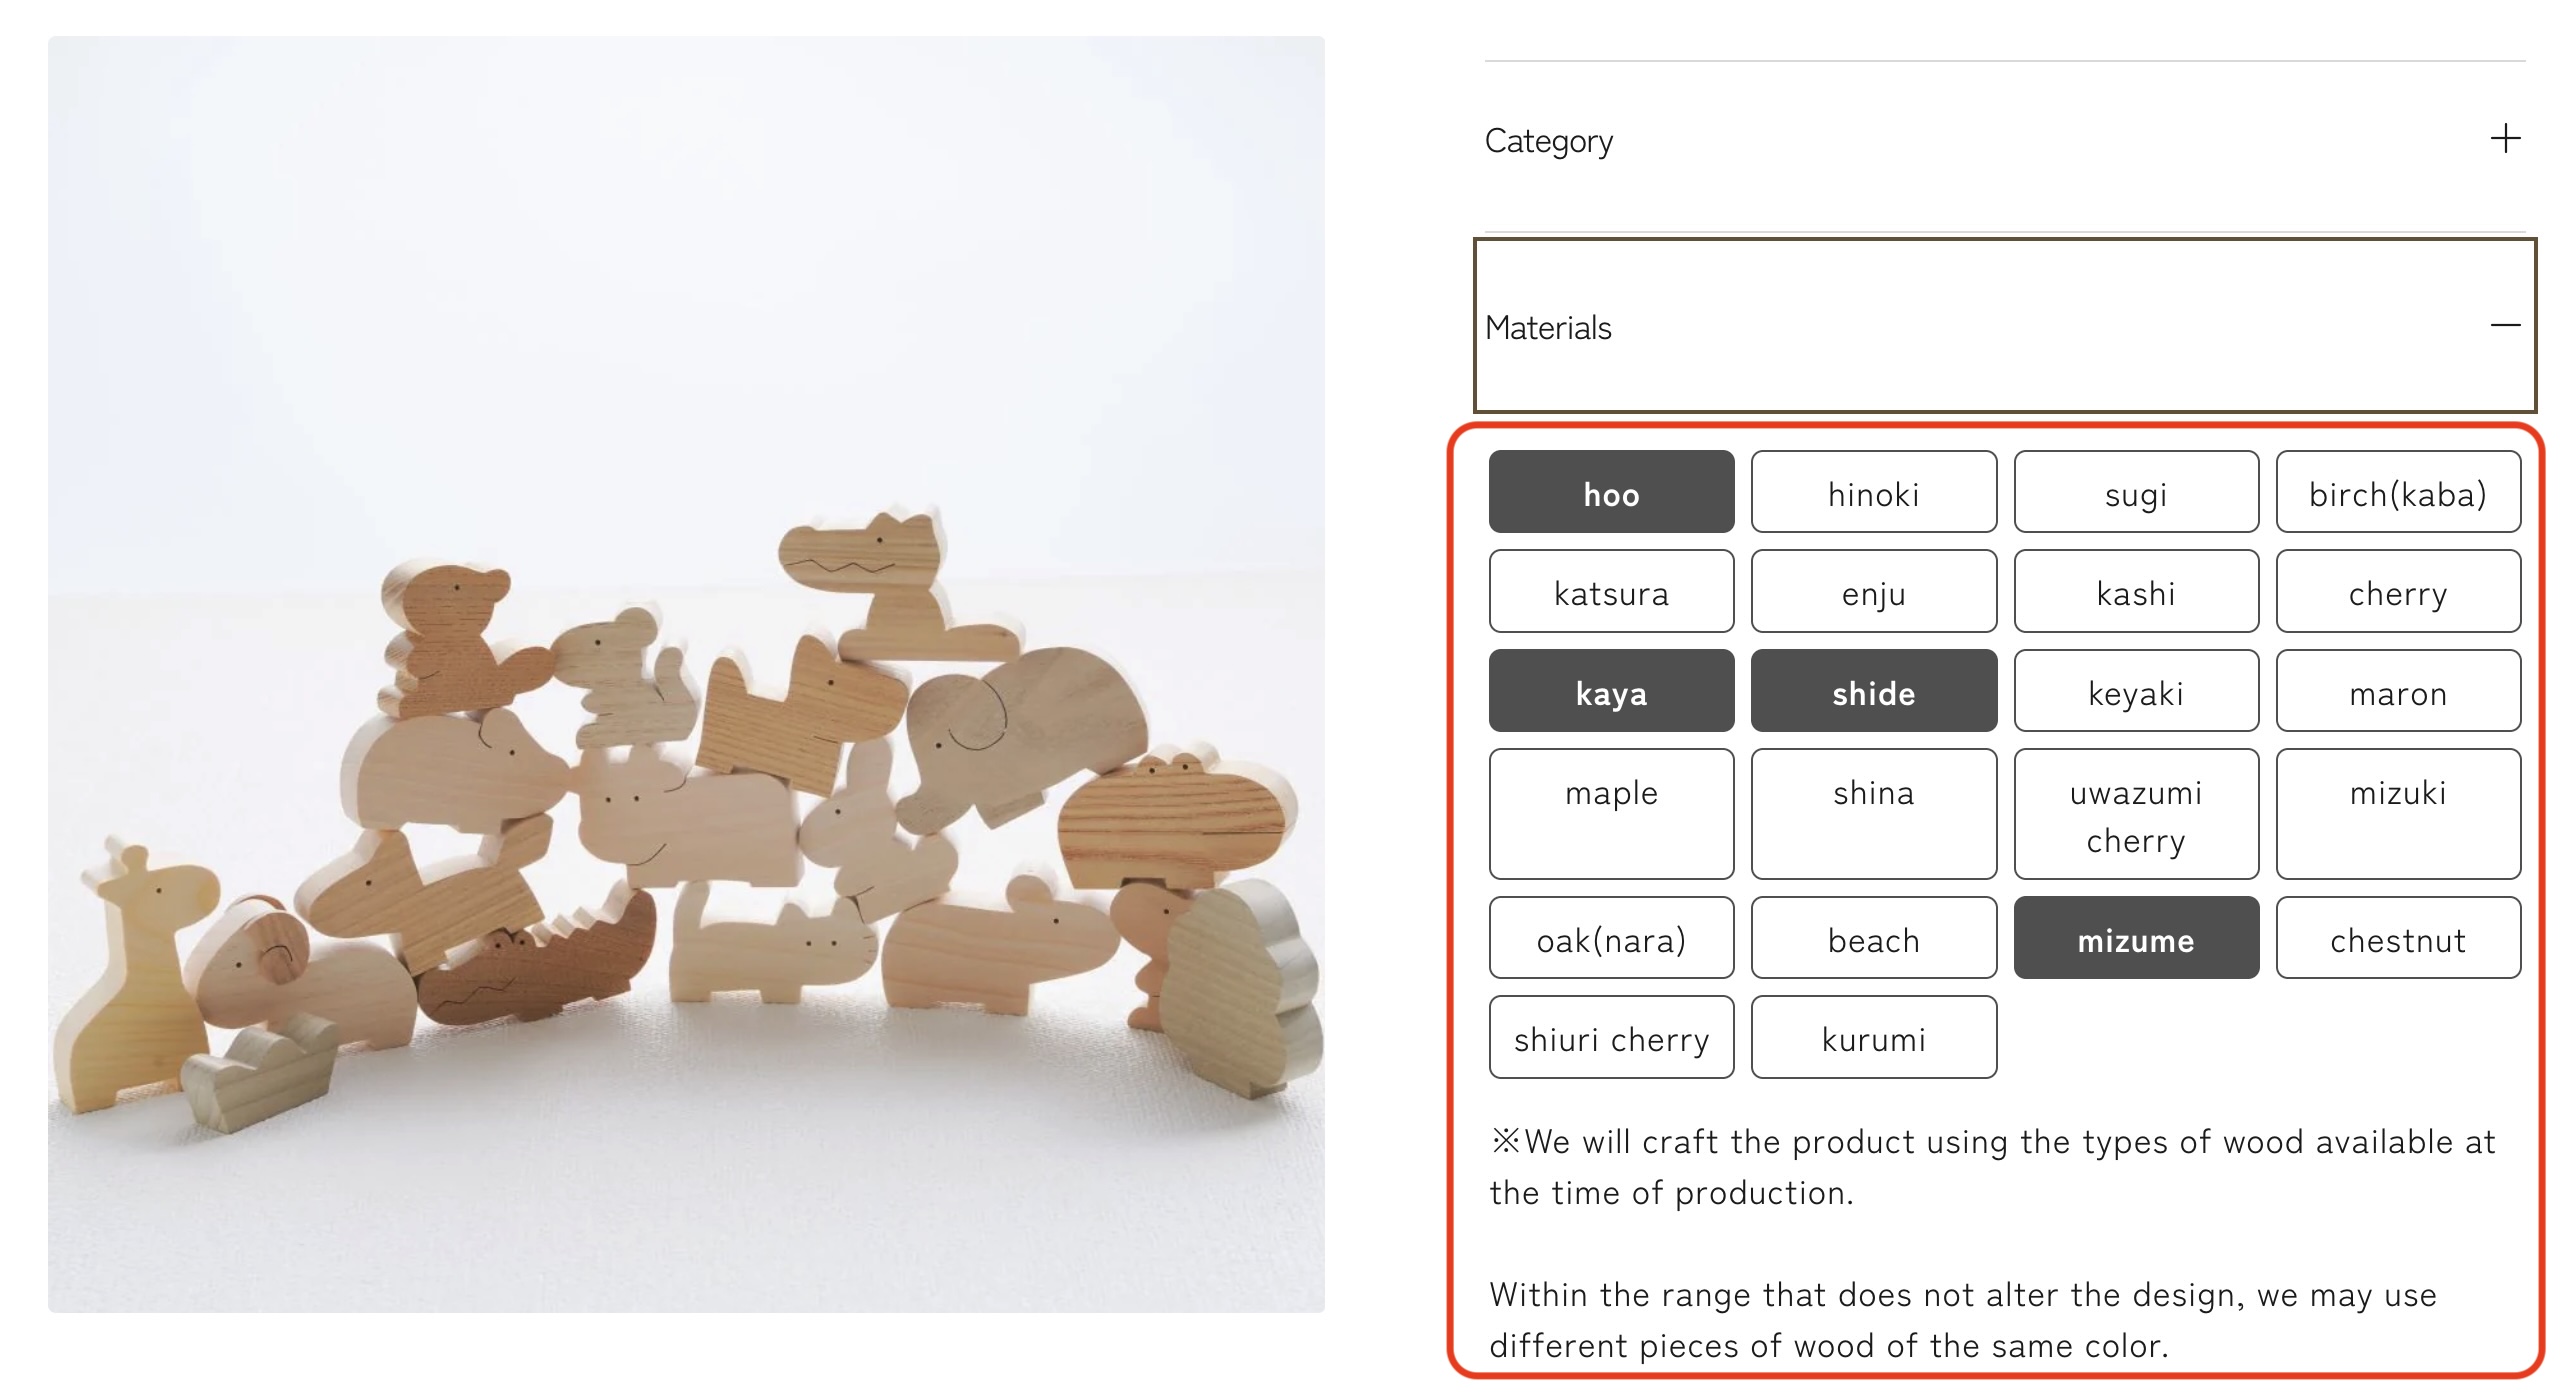 Category
Materials
hoo
hinoki
sugi
birch(kaba)
katsura
enju
kashi
cherry
kaya
shide
keyaki
maron
maple
shina
uwazumi
cherry
mizuki
oak(nara)
beach
mizume
chestnut
shiuri cherry
kurumi
※We will craft the product using the types of wood available at
the time of production.
Within the range that does not alter the design, we may use
different pieces of wood of the same color.